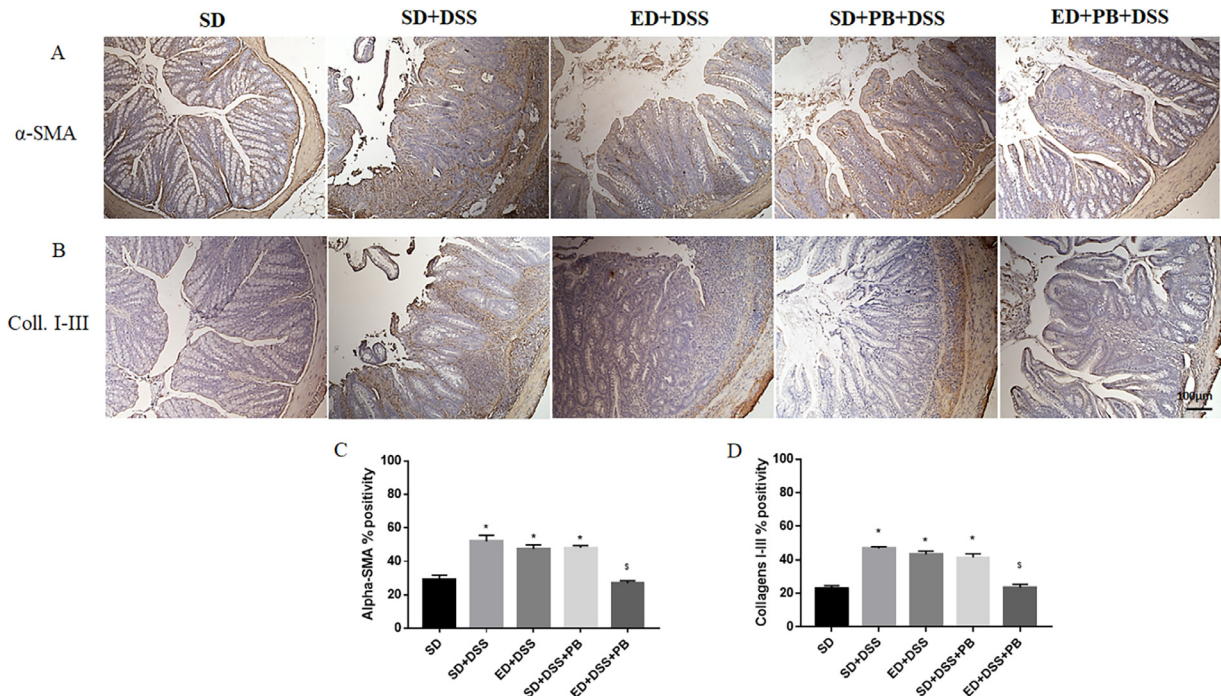 SD SD+DSS ED+DSS SD+PB+DSS ED+PB+DSS
A
α-SMA
B
Coll. I-III
100µm
C
Alpha-SMA % positivity
100
80
60
40
20
0
* * * $
SD SD+DSS ED+DSS SD+DSS+PB ED+DSS+PB
D
Collagens I-III % positivity
100
80
60
40
20
0
* * * $
SD SD+DSS ED+DSS SD+DSS+PB ED+DSS+PB